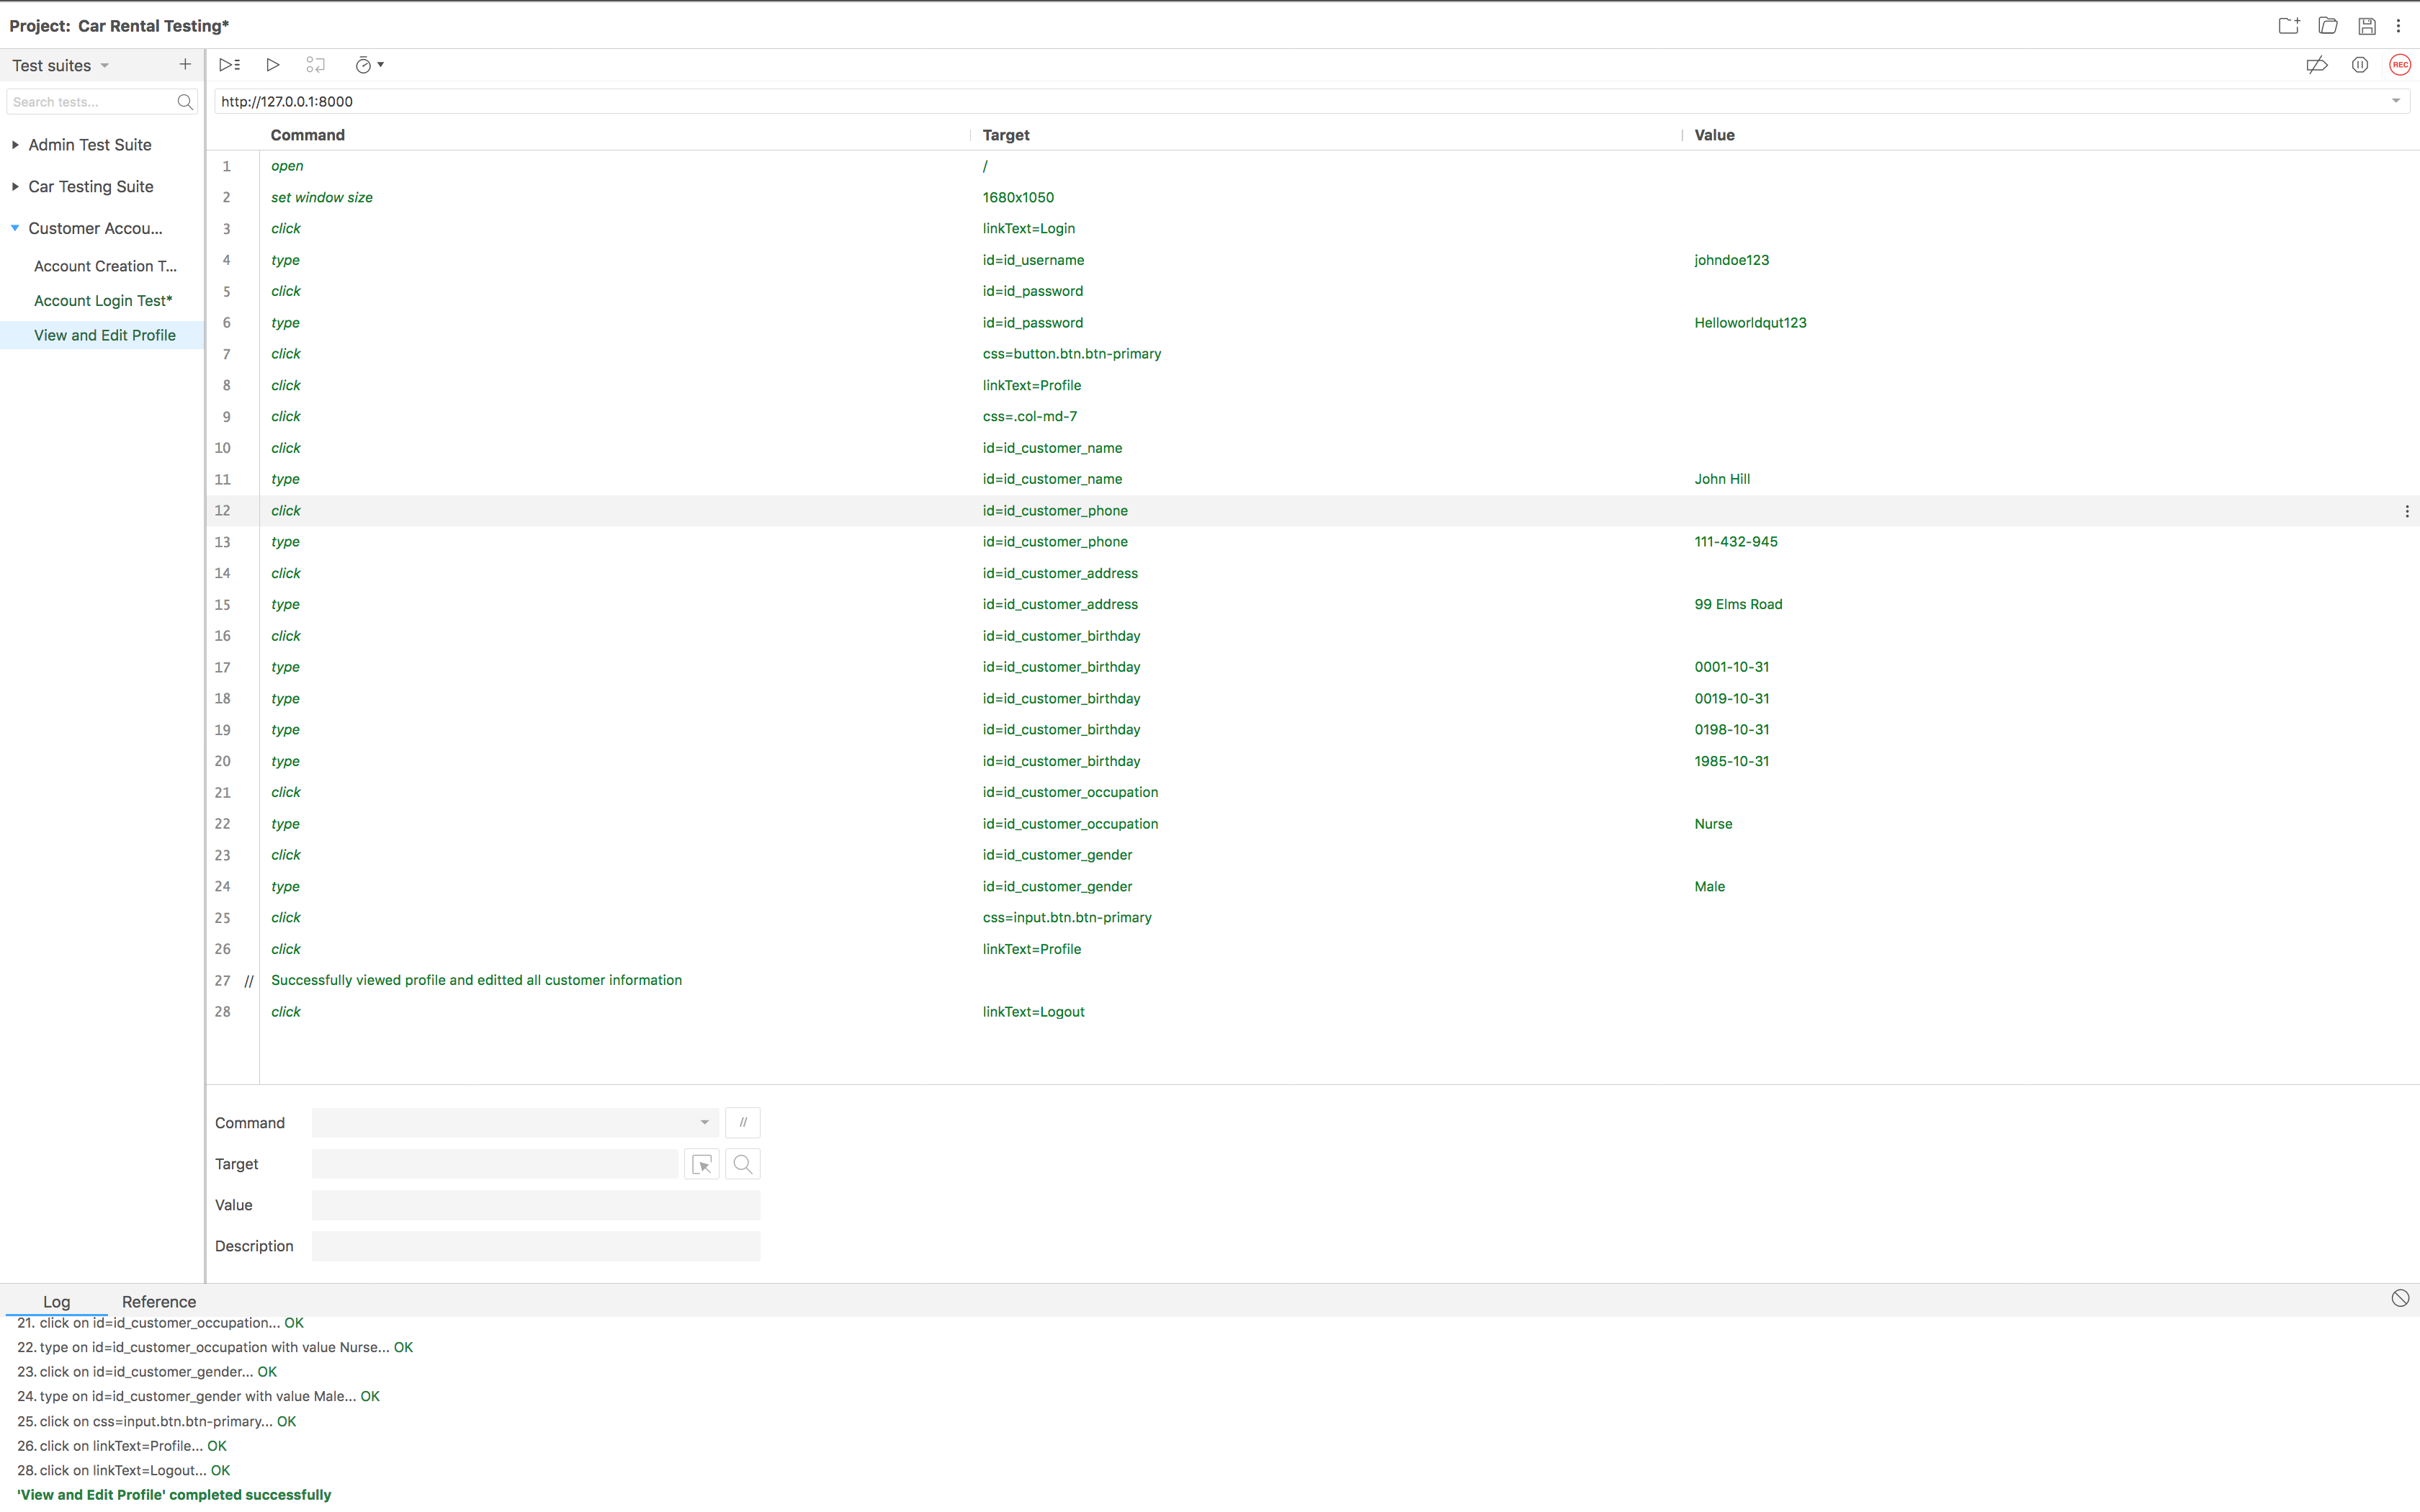 Project: Car Rental Testing*
Test suites
Search tests...
Admin Test Suite
Car Testing Suite
Customer Accou...
Account Creation T...
Account Login Test*
View and Edit Profile
REC
http://127.0.0.1:8000
Command Target Value
1 open /
2 set window size 1680x1050
3 click linkText=Login
4 type id=id_username johndoe123
5 click id=id_password
6 type id=id_password Helloworldqut123
7 click css=button.btn.btn-primary
8 click linkText=Profile
9 click css=.col-md-7
10 click id=id_customer_name
11 type id=id_customer_name John Hill
12 click id=id_customer_phone
13 type id=id_customer_phone 111-432-945
14 click id=id_customer_address
15 type id=id_customer_address 99 Elms Road
16 click id=id_customer_birthday
17 type id=id_customer_birthday 0001-10-31
18 type id=id_customer_birthday 0019-10-31
19 type id=id_customer_birthday 0198-10-31
20 type id=id_customer_birthday 1985-10-31
21 click id=id_customer_occupation
22 type id=id_customer_occupation Nurse
23 click id=id_customer_gender
24 type id=id_customer_gender Male
25 click css=input.btn.btn-primary
26 click linkText=Profile
27 // Successfully viewed profile and editted all customer information
28 click linkText=Logout
Command //
Target
Value
Description
Log Reference
21. click on id=id_customer_occupation... OK
22. type on id=id_customer_occupation with value Nurse... OK
23. click on id=id_customer_gender... OK
24. type on id=id_customer_gender with value Male... OK
25. click on css=input.btn.btn-primary... OK
26. click on linkText=Profile... OK
28. click on linkText=Logout... OK
'View and Edit Profile' completed successfully